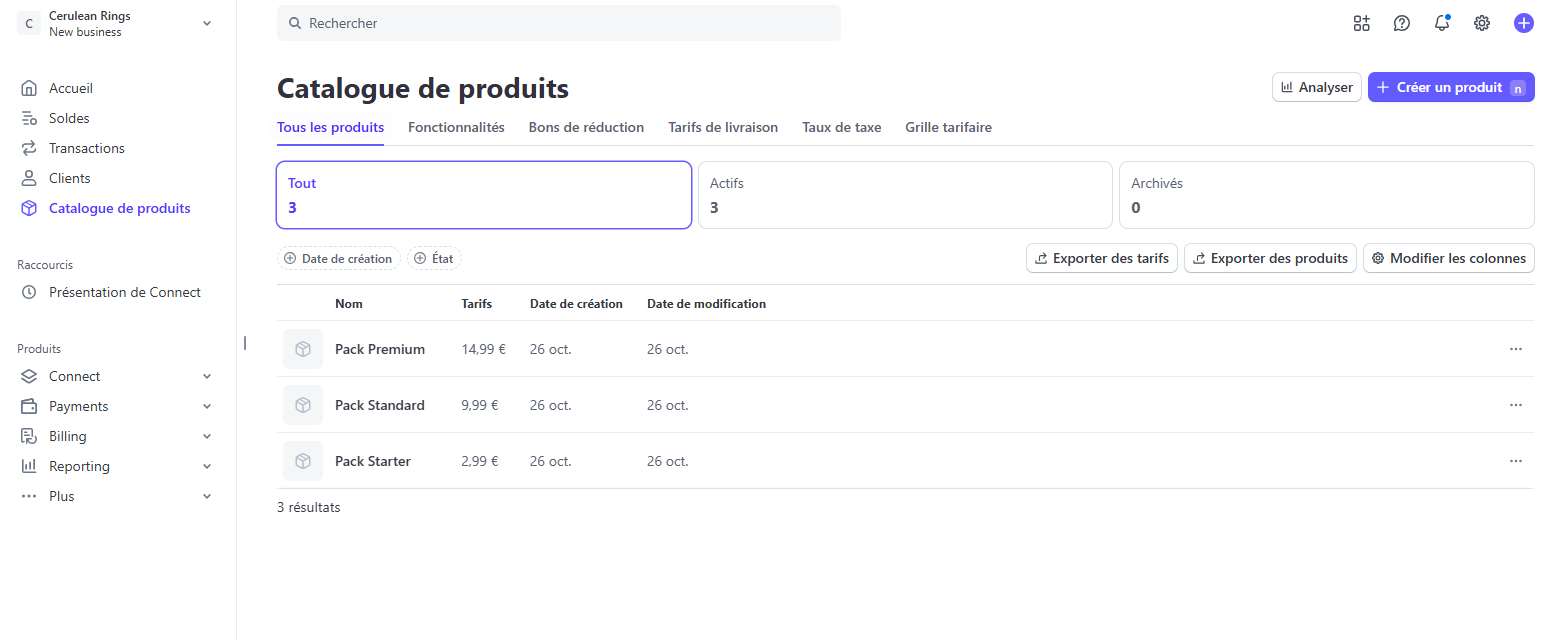 C
Cerulean Rings
New business
Rechercher
Accueil
Soldes
Transactions
Clients
Catalogue de produits
Raccourcis
Présentation de Connect
Produits
Connect
Payments
Billing
Reporting
Plus
Catalogue de produits
Analyser
Créer un produit n
Tous les produits Fonctionnalités Bons de réduction Tarifs de livraison Taux de taxe Grille tarifaire
Tout
3
Actifs
3
Archivés
0
Date de création État
Exporter des tarifs Exporter des produits Modifier les colonnes
Nom Tarifs Date de création Date de modification
Pack Premium 14,99 € 26 oct. 26 oct.
Pack Standard 9,99 € 26 oct. 26 oct.
Pack Starter 2,99 € 26 oct. 26 oct.
3 résultats